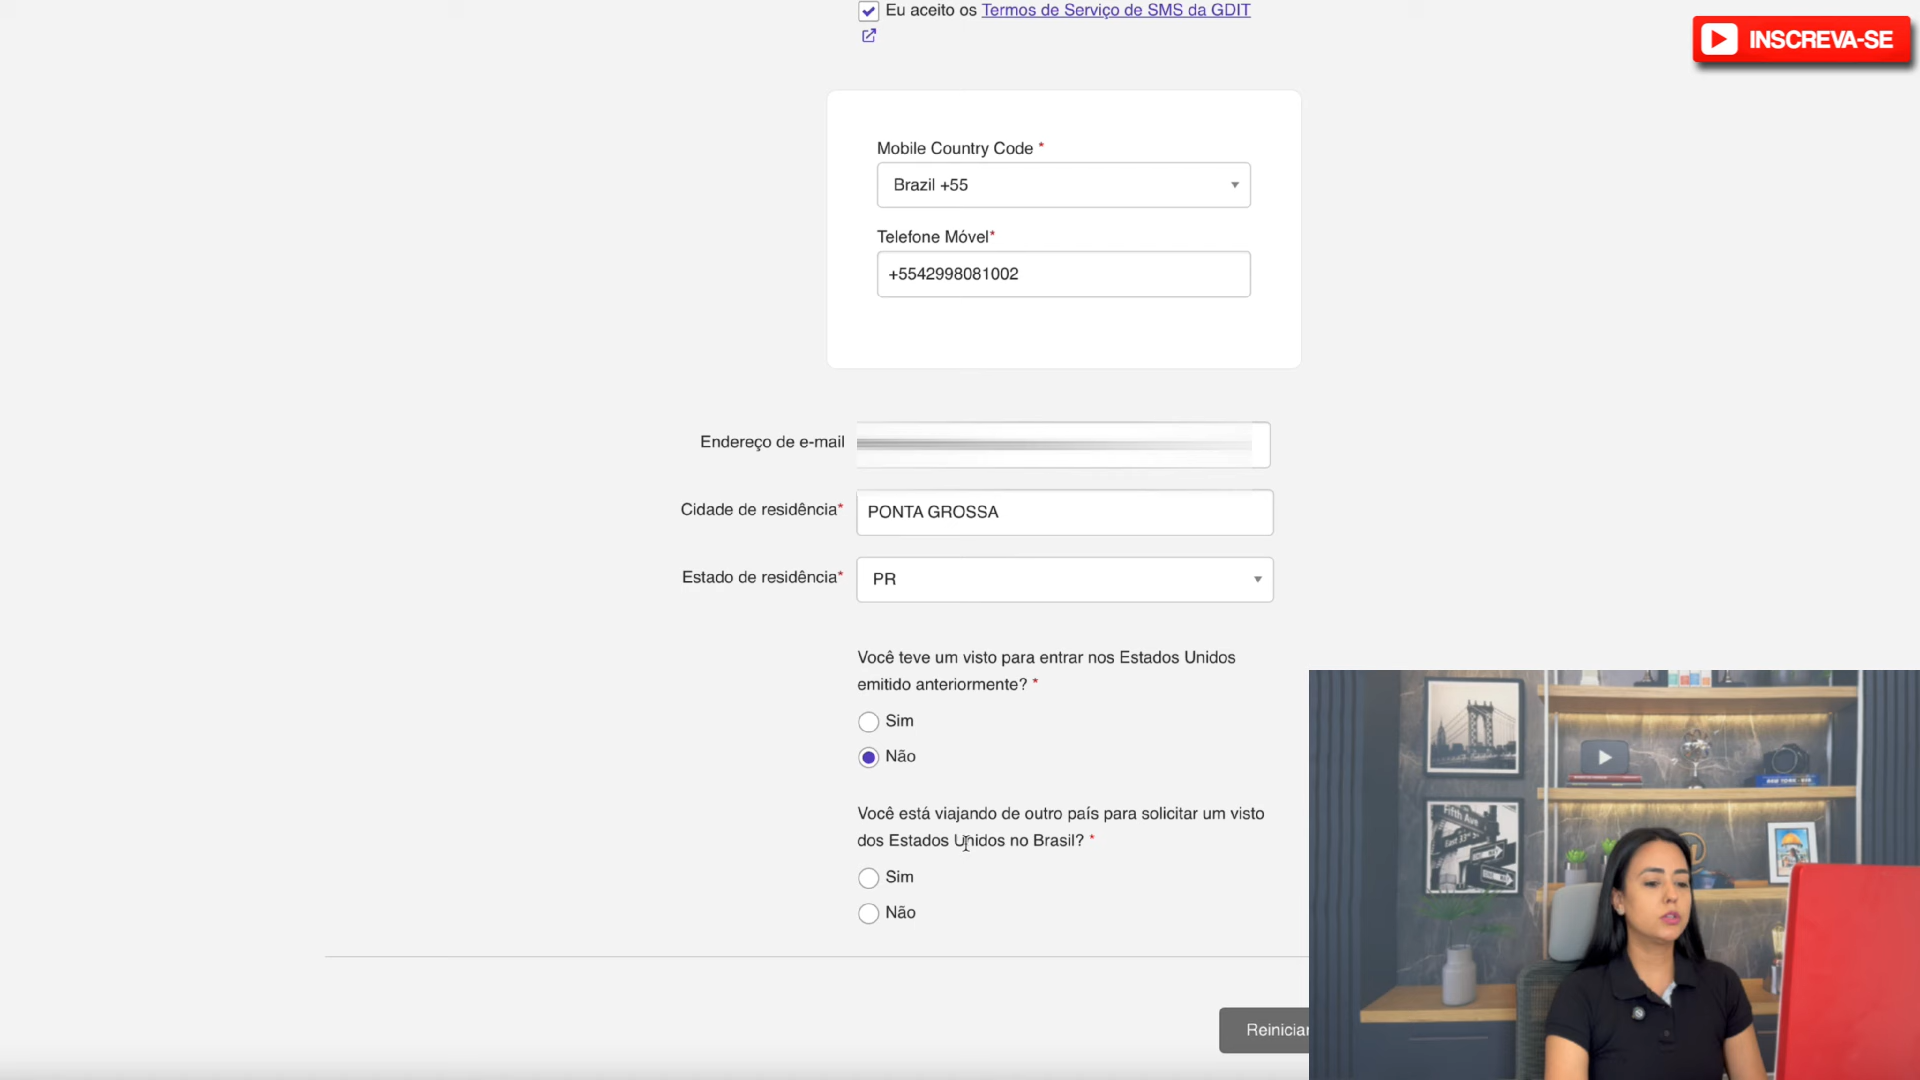 Eu aceito os Termos de Serviço de SMS da GDIT
INSCREVA-SE
Mobile Country Code *
Brazil +55
Telefone Móvel*
+5542998081002
Endereço de e-mail
Cidade de residência*
PONTA GROSSA
Estado de residência*
PR
Você teve um visto para entrar nos Estados Unidos
emitido anteriormente? *
Sim
Não
Você está viajando de outro país para solicitar um visto
dos Estados Unidos no Brasil? *
Sim
Não
Reiniciar
Fifth Ave